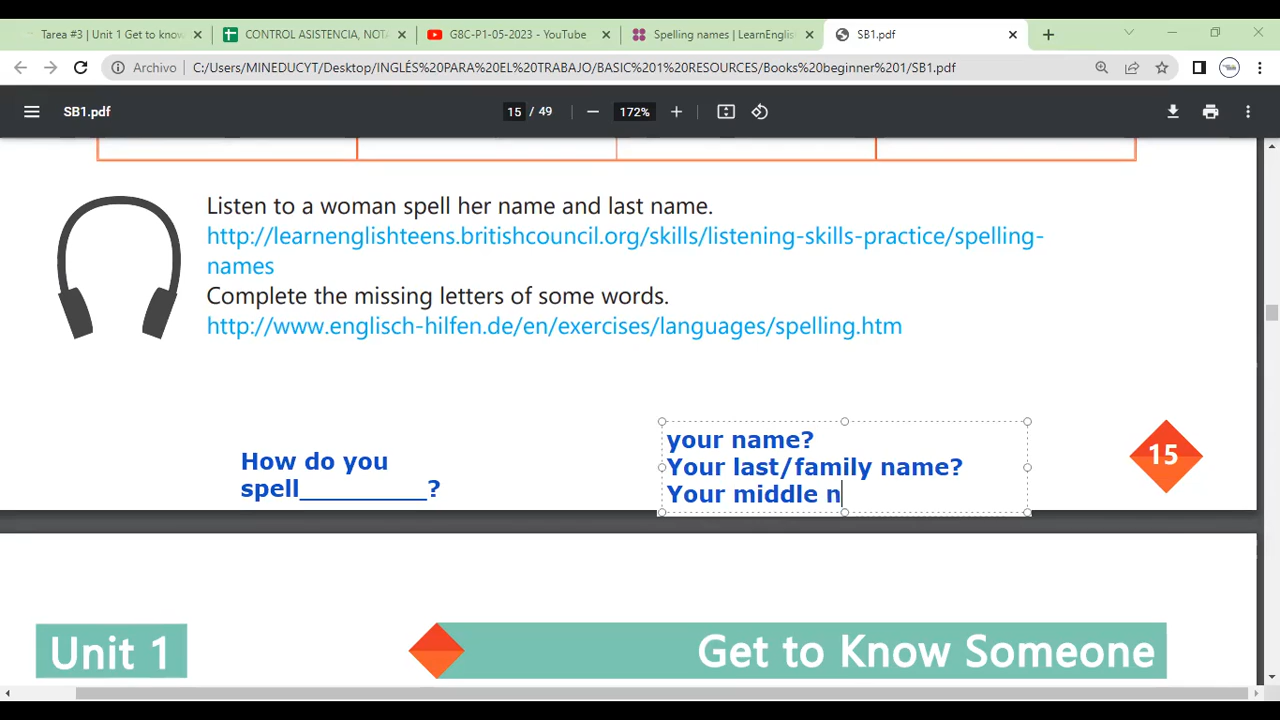 Tarea #3 | Unit 1 Get to know
CONTROL ASISTENCIA, NOTA
G8C-P1-05-2023 - YouTube
Spelling names | LearnEnglis
SB1.pdf
Archivo
C:/Users/MINEDUCYT/Desktop/INGLÉS%20PARA%20EL%20TRABAJO/BASIC%201%20RESOURCES/Books%20beginner%201/SB1.pdf
SB1.pdf
15 / 49
172%
Listen to a woman spell her name and last name.
http://learnenglishteens.britishcouncil.org/skills/listening-skills-practice/spelling-
names
Complete the missing letters of some words.
http://www.englisch-hilfen.de/en/exercises/languages/spelling.htm
How do you
spell__________?
your name?
Your last/family name?
Your middle n
15
Unit 1
Get to Know Someone